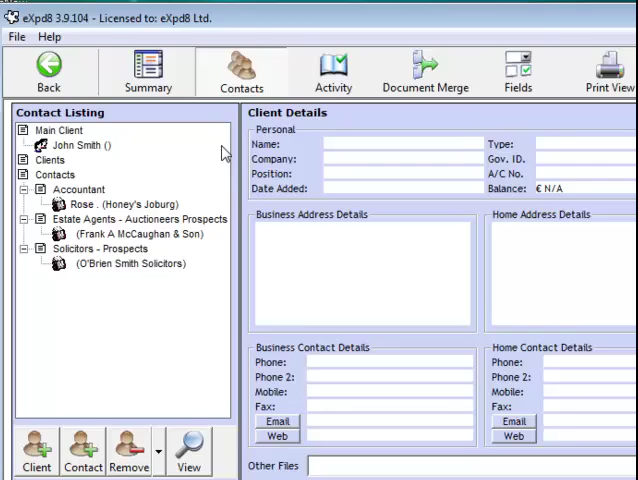 eXpd8 3.9.104 - Licensed to: eXpd8 Ltd.
File Help
Back Summary Contacts Activity Document Merge Fields Print View
Contact Listing
Main Client
John Smith ()
Clients
Contacts
Accountant
Rose . (Honey's Joburg)
Estate Agents - Auctioneers Prospects
(Frank A McCaughan & Son)
Solicitors - Prospects
(O'Brien Smith Solicitors)
Client Contact Remove View
Client Details
Personal
Name: Type:
Company: Gov. ID.
Position: A/C No.
Date Added: Balance: € N/A
Business Address Details Home Address Details
Business Contact Details Home Contact Details
Phone: Phone:
Phone 2: Phone 2:
Mobile: Mobile:
Fax: Fax:
Email Email
Web Web
Other Files